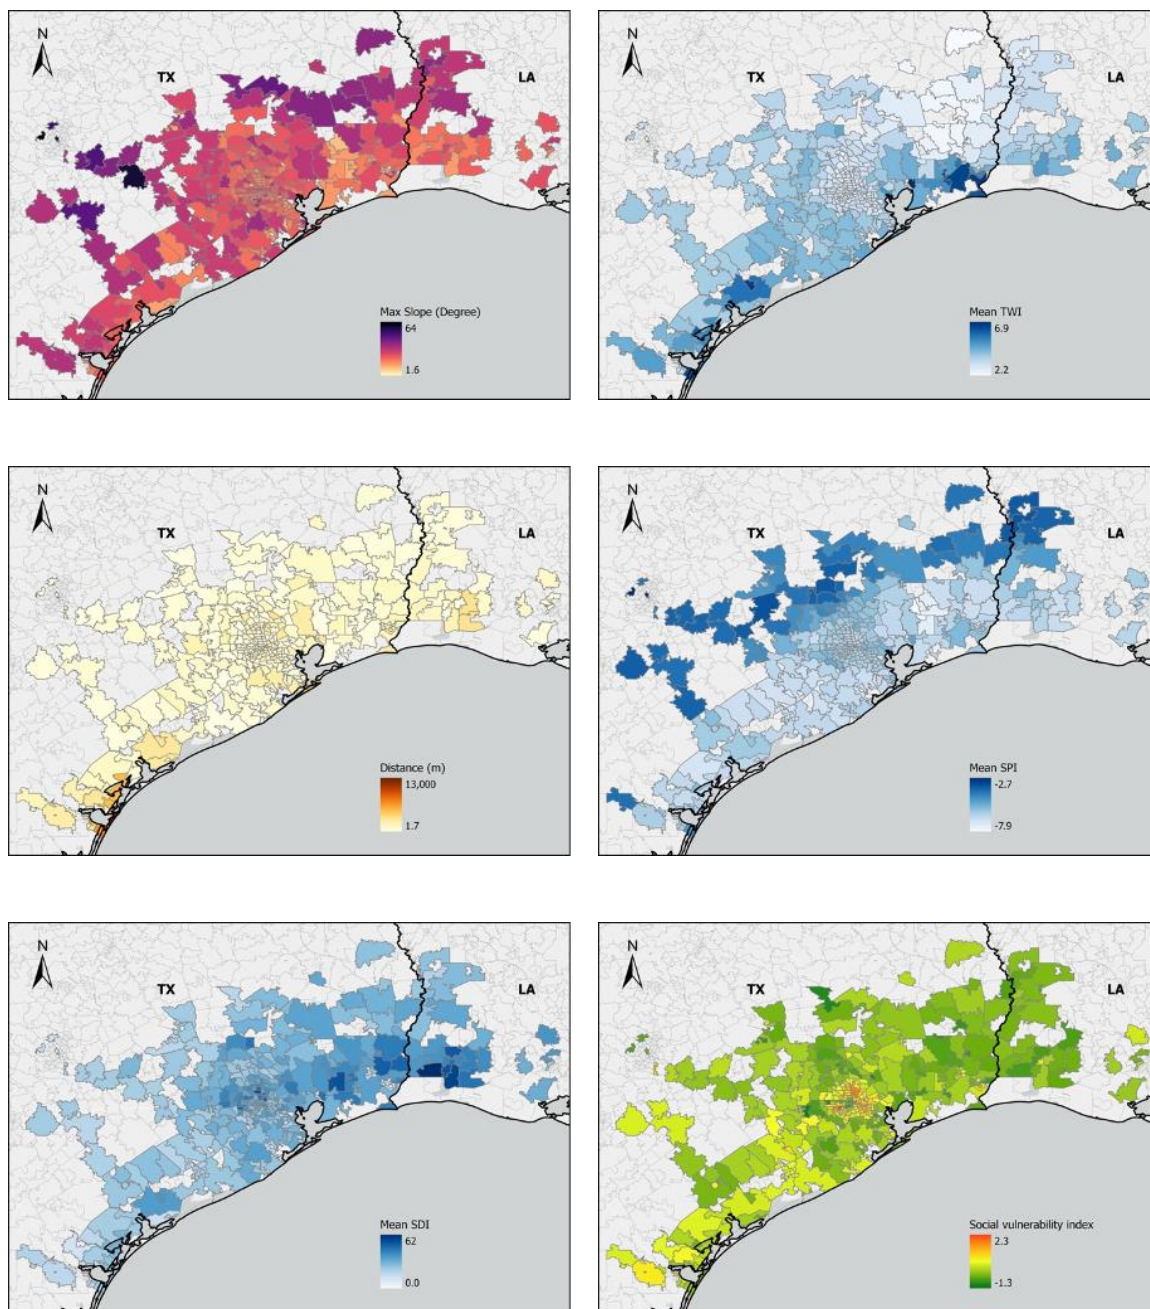 N
TX
LA
Max Slope (Degree)
64
1.6
N
TX
LA
Mean TWI
6.9
2.2
N
TX
LA
Distance (m)
13,000
1.7
N
TX
LA
Mean SPI
-2.7
-7.9
N
TX
LA
Mean SDI
62
0.0
N
TX
LA
Social vulnerability index
2.3
-1.3